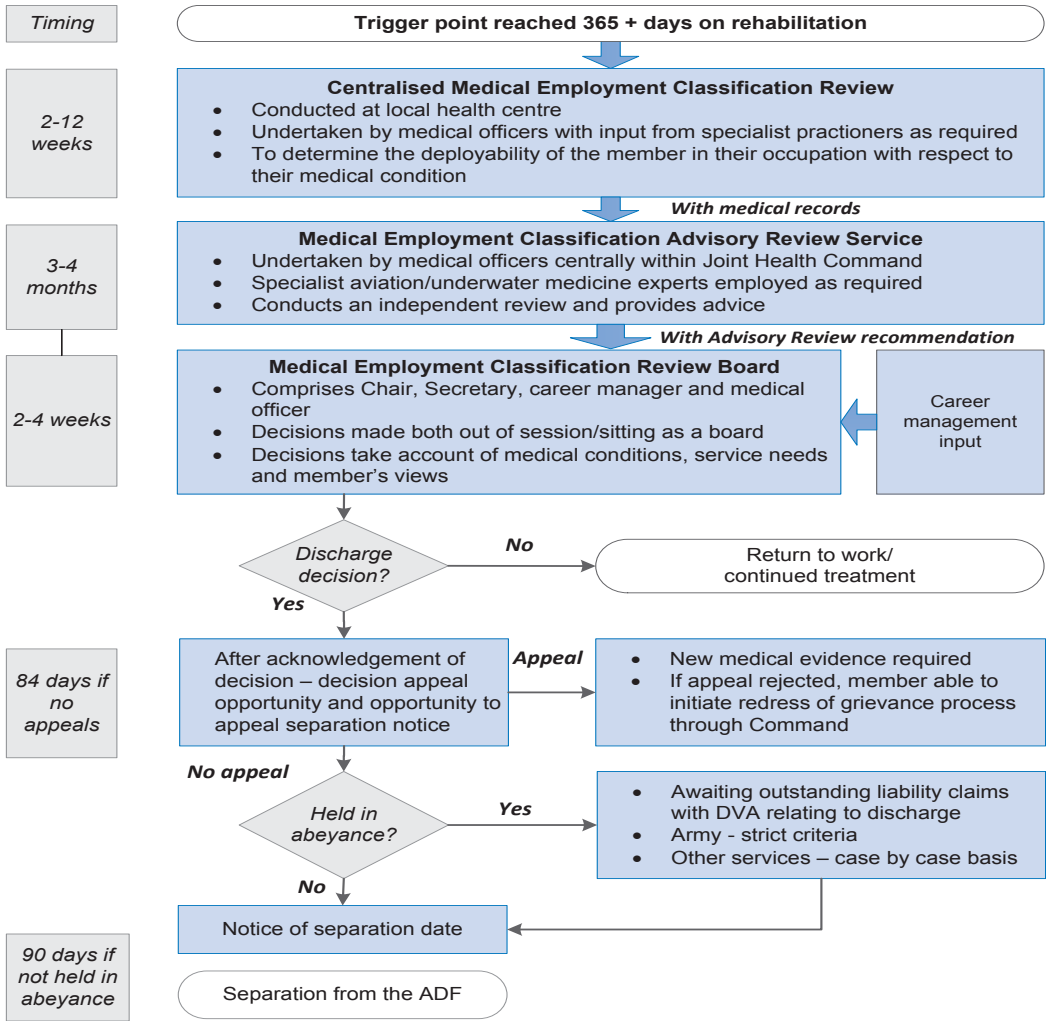 Timing
Trigger point reached 365 + days on rehabilitation
2-12
weeks
Centralised Medical Employment Classification Review
• Conducted at local health centre
• Undertaken by medical officers with input from specialist practioners as required
• To determine the deployability of the member in their occupation with respect to
their medical condition
With medical records
3-4
months
Medical Employment Classification Advisory Review Service
• Undertaken by medical officers centrally within Joint Health Command
• Specialist aviation/underwater medicine experts employed as required
• Conducts an independent review and provides advice
With Advisory Review recommendation
2-4 weeks
Medical Employment Classification Review Board
• Comprises Chair, Secretary, career manager and medical
officer
• Decisions made both out of session/sitting as a board
• Decisions take account of medical conditions, service needs
and member's views
Career
management
input
Discharge
decision?
No
Return to work/
continued treatment
Yes
84 days if
no
appeals
After acknowledgement of
decision – decision appeal
opportunity and opportunity to
appeal separation notice
Appeal
• New medical evidence required
• If appeal rejected, member able to
initiate redress of grievance process
through Command
No appeal
Held in
abeyance?
Yes
• Awaiting outstanding liability claims
with DVA relating to discharge
• Army - strict criteria
• Other services – case by case basis
No
Notice of separation date
90 days if
not held in
abeyance
Separation from the ADF